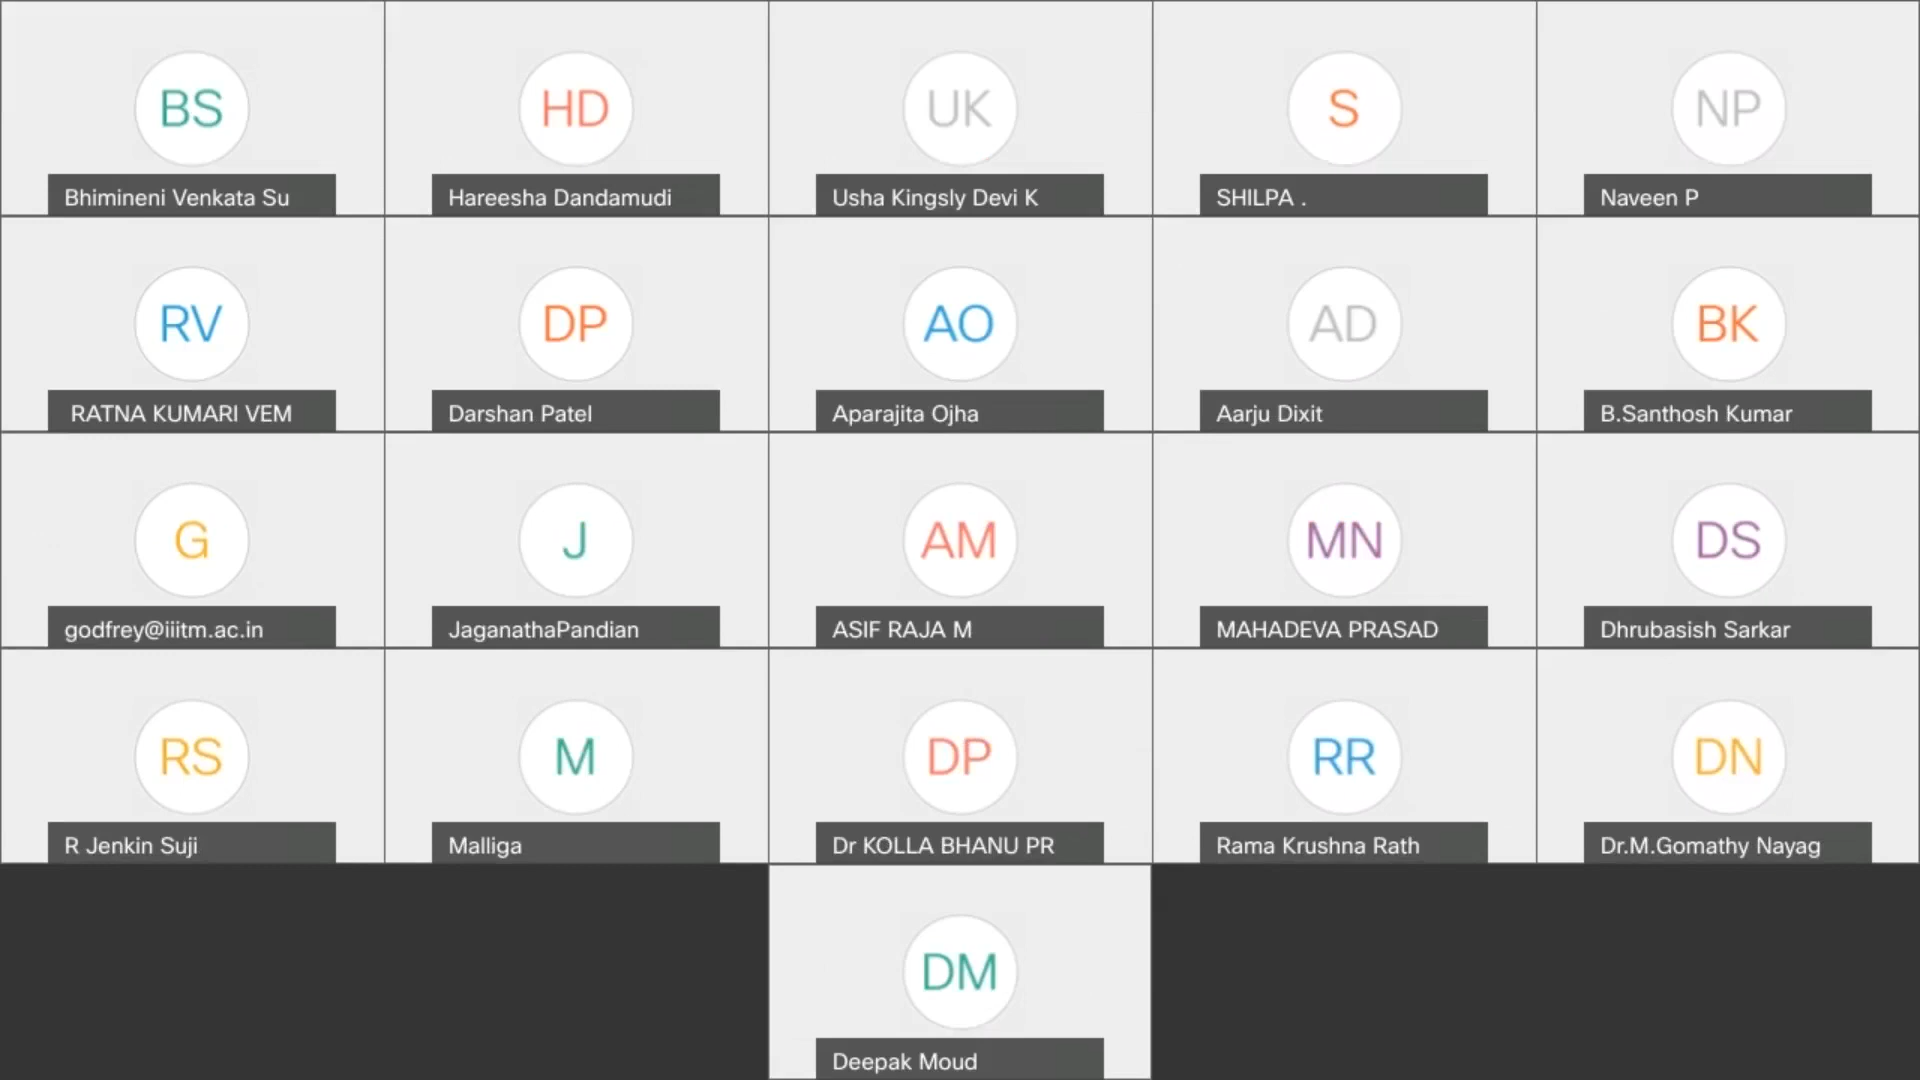 BS
Bhimineni Venkata Su
HD
Hareesha Dandamudi
UK
Usha Kingsly Devi K
S
SHILPA .
NP
Naveen P
RV
RATNA KUMARI VEM
DP
Darshan Patel
AO
Aparajita Ojha
AD
Aarju Dixit
BK
B.Santhosh Kumar
G
godfrey@iiitm.ac.in
J
JaganathaPandian
AM
ASIF RAJA M
MN
MAHADEVA PRASAD
DS
Dhrubasish Sarkar
RS
R Jenkin Suji
M
Malliga
DP
Dr KOLLA BHANU PR
RR
Rama Krushna Rath
DN
Dr.M.Gomathy Nayag
DM
Deepak Moud